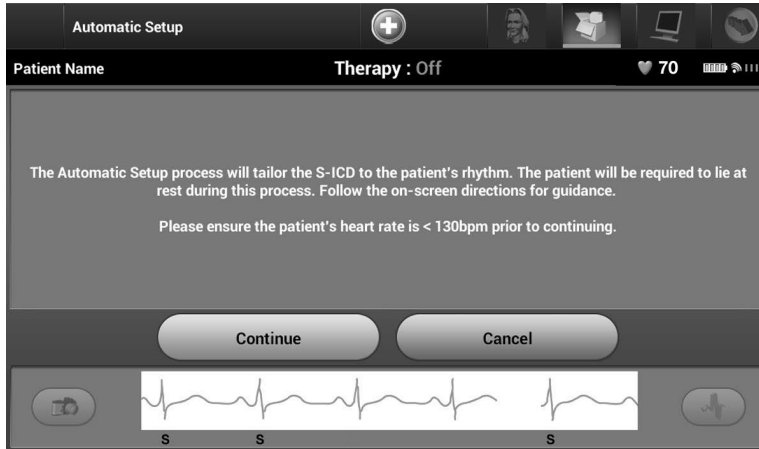 Automatic Setup
Patient Name
Therapy : Off
70
The Automatic Setup process will tailor the S-ICD to the patient's rhythm. The patient will be required to lie at
rest during this process. Follow the on-screen directions for guidance.
Please ensure the patient's heart rate is < 130bpm prior to continuing.
Continue
Cancel
S
S
S